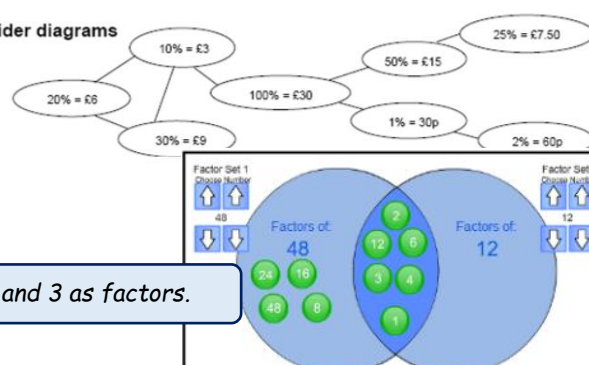 ider diagrams
10% = £3
25% = £7.50
50% = £15
20% = £6
100% = £30
1% = 30p
30% = £9
2% = 60p
Factor Set 1
Choose Number
48
Factor Set
Choose Numb
12
Factors of:
48
Factors of:
12
2
12
6
24
16
3
4
48
8
1
and 3 as factors.